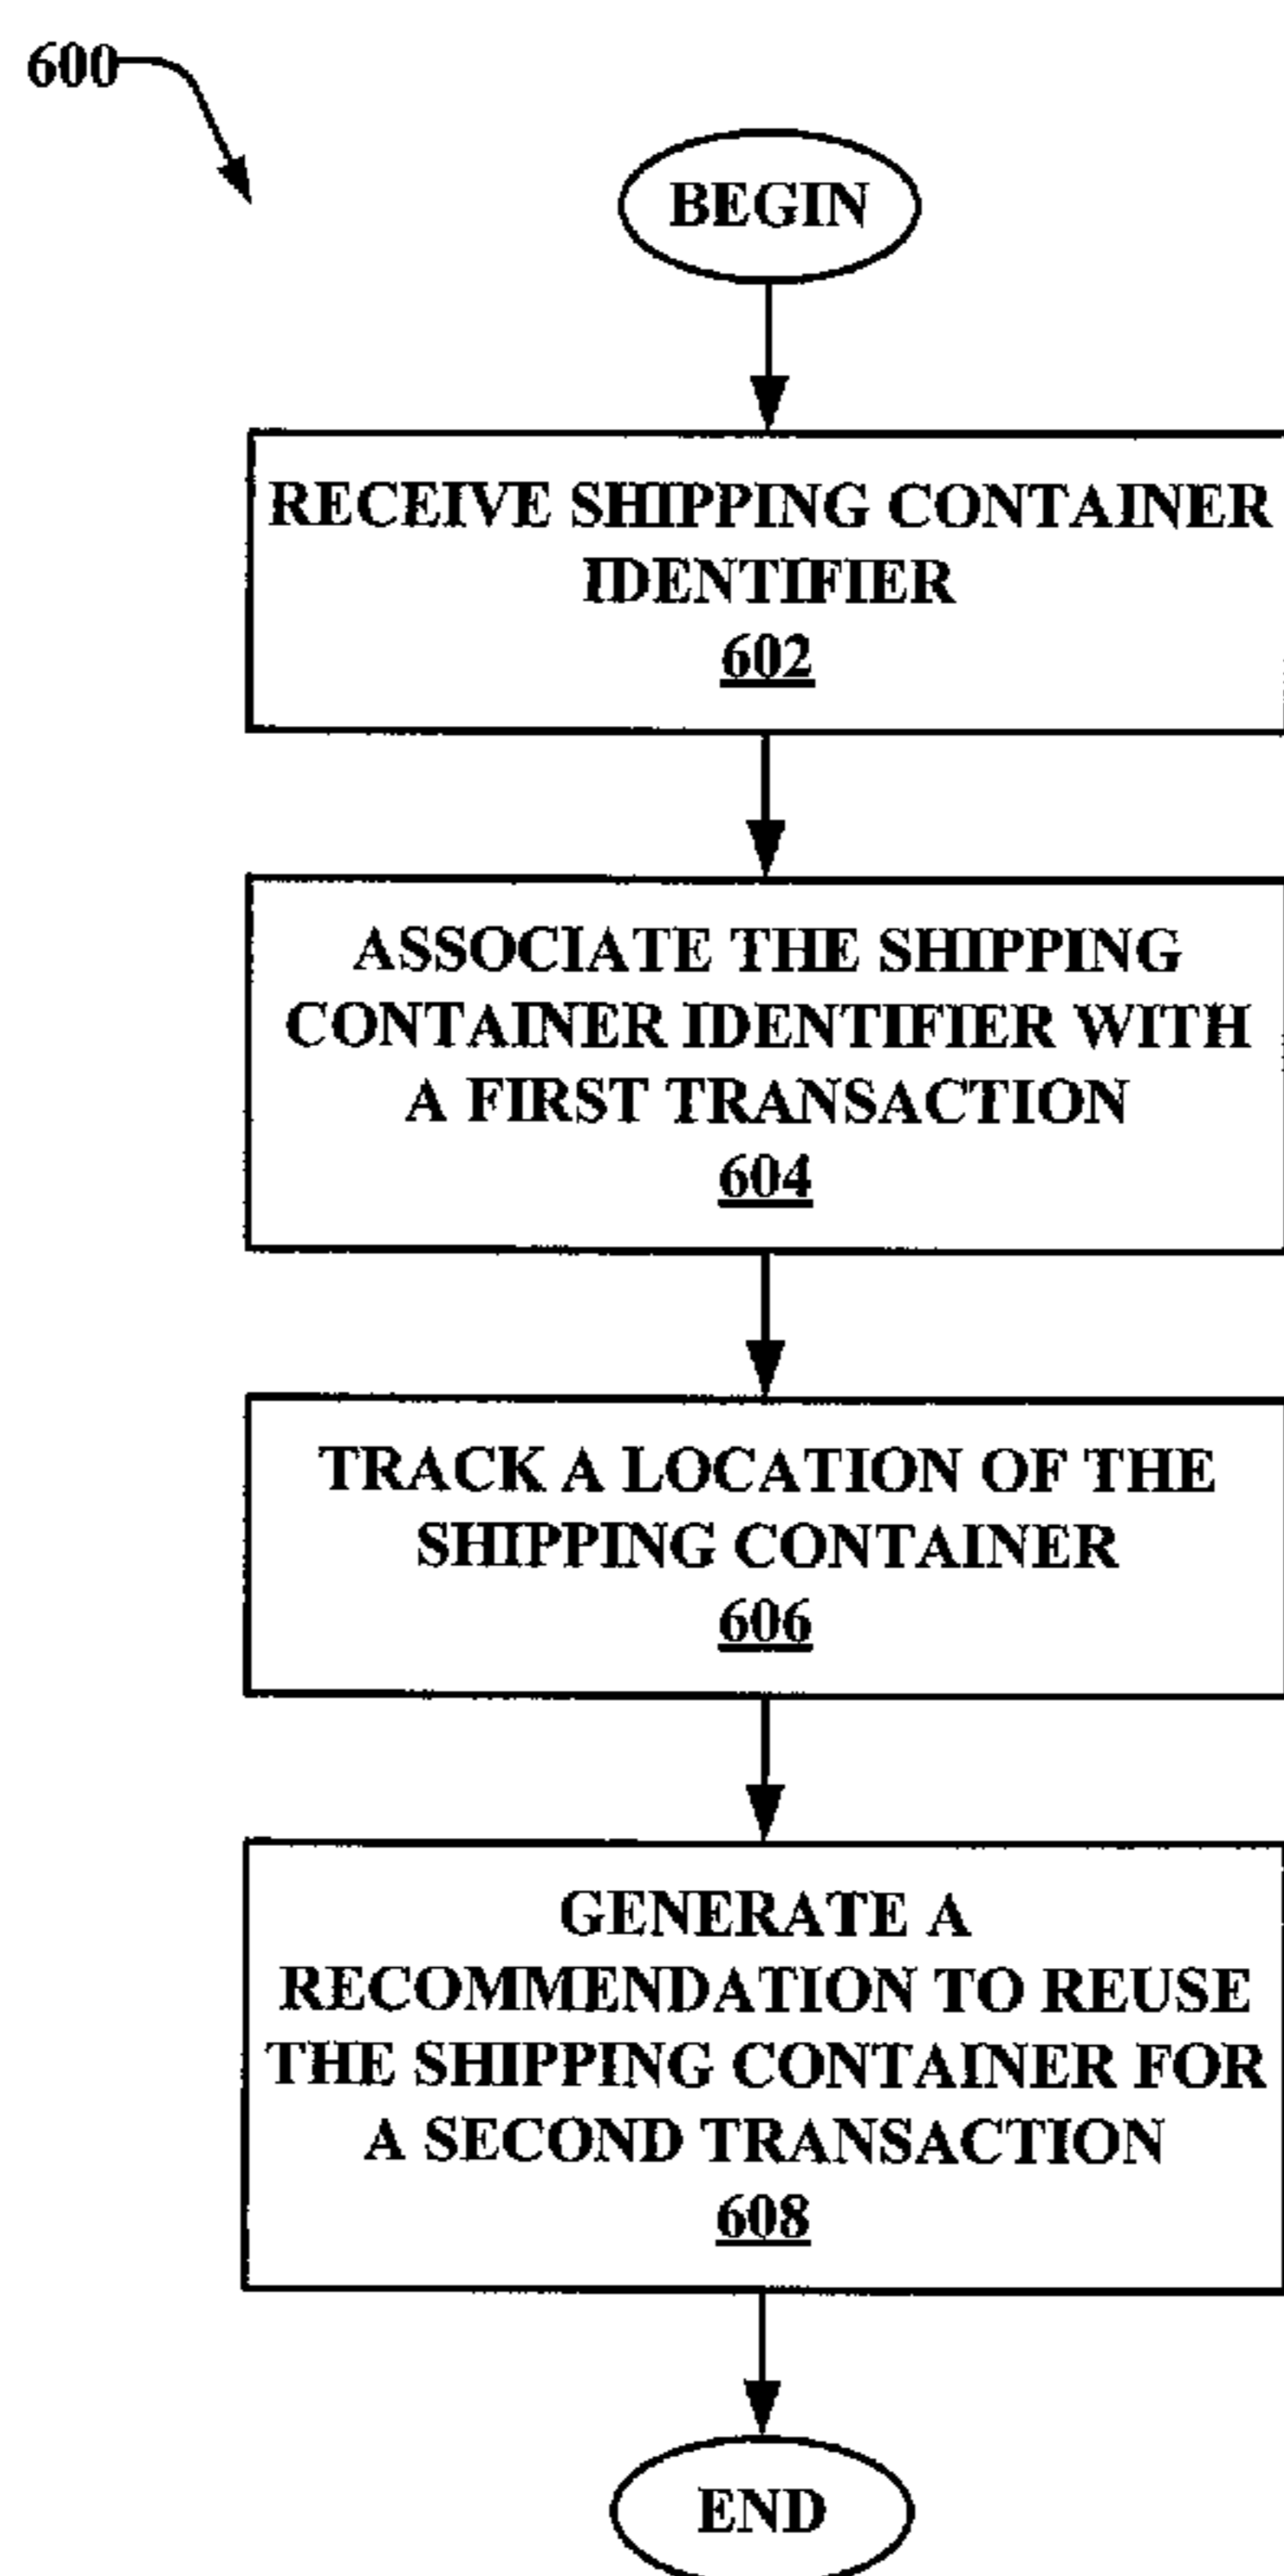 600
BEGIN
RECEIVE SHIPPING CONTAINER
IDENTIFIER
602
ASSOCIATE THE SHIPPING
CONTAINER IDENTIFIER WITH
A FIRST TRANSACTION
604
TRACK A LOCATION OF THE
SHIPPING CONTAINER
606
GENERATE A
RECOMMENDATION TO REUSE
THE SHIPPING CONTAINER FOR
A SECOND TRANSACTION
608
END